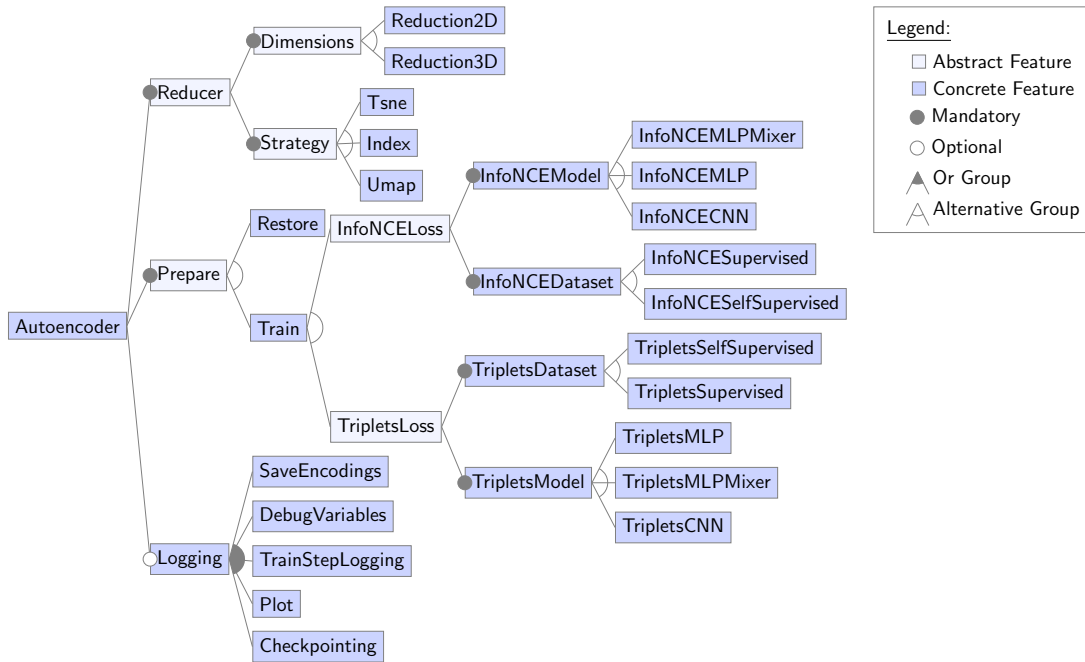 Reduction2D
Legend:
Dimensions
Reduction3D
Abstract Feature
Reducer
Concrete Feature
Tsne
Mandatory
Strategy
Index
InfoNCEMLPMixer
Optional
Umap
InfoNCEModel
InfoNCEMLP
Or Group
Restore
InfoNCELoss
InfoNCECNN
Alternative Group
Prepare
InfoNCEDataset
InfoNCESupervised
InfoNCESelfSupervised
Autoencoder
Train
TripletsSelfSupervised
TripletsDataset
TripletsSupervised
TripletsLoss
TripletsMLP
SaveEncodings
TripletsModel
TripletsMLPMixer
DebugVariables
TripletsCNN
Logging
TrainStepLogging
Plot
Checkpointing